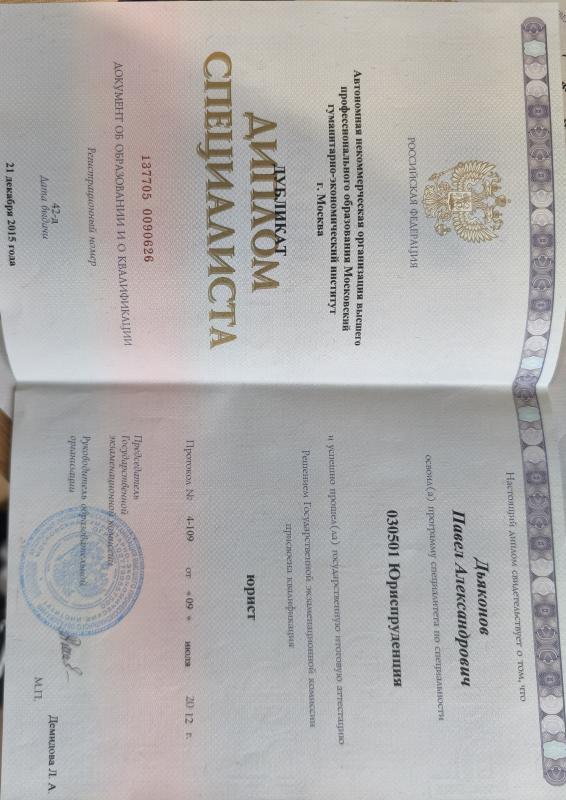 РОССИЙСКАЯ ФЕДЕРАЦИЯ
Автономная некоммерческая организация высшего
профессионального образования Московский
гуманитарно-экономический институт
г. Москва
ДУБЛИКАТ
ДИПЛОМ
СПЕЦИАЛИСТА
137705 0090626
ДОКУМЕНТ ОБ ОБРАЗОВАНИИ И О КВАЛИФИКАЦИИ
Регистрационный номер
42-д
Дата выдачи
21 декабря 2015 года
Настоящий диплом свидетельствует о том, что
Дьяконов
Павел Александрович
освоил(а) программу специалитета по специальности
030501 Юриспруденция
и успешно прошел(ла) государственную итоговую аттестацию
Решением Государственной экзаменационной комиссии
присвоена квалификация
юрист
Протокол № 4-109 от «09» июля 2012 г.
Председатель
Государственной
экзаменационной комиссии
Руководитель образовательной
организации
Демидова Л. А.
М.П.